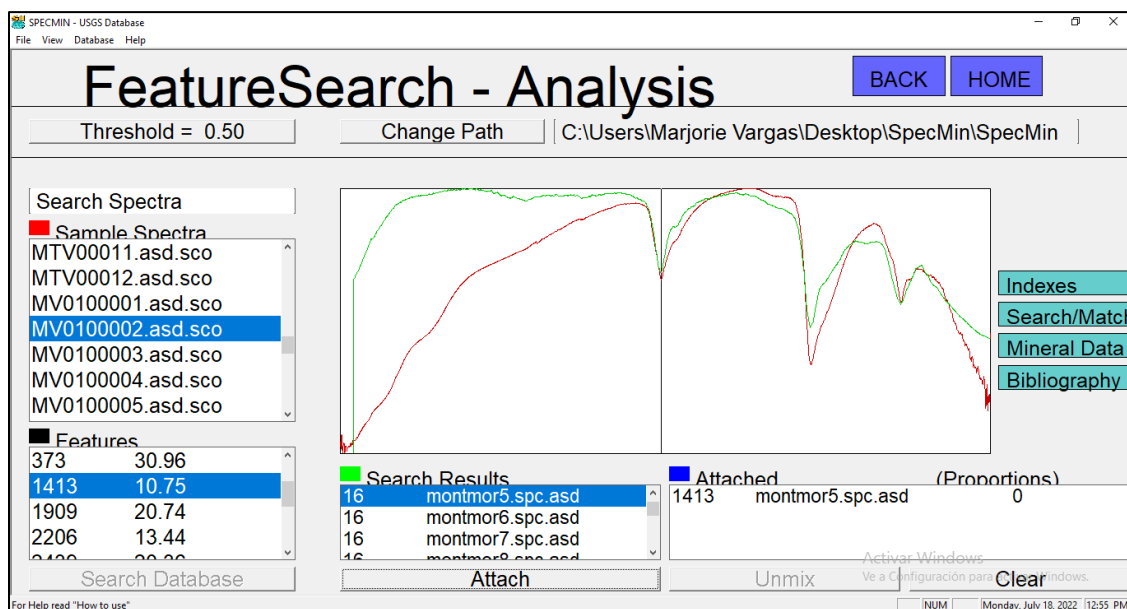 SPECMIN - USGS Database
File View Database Help
FeatureSearch - Analysis
BACK
HOME
Threshold = 0.50
Change Path
C:\Users\Marjorie Vargas\Desktop\SpecMin\SpecMin
Search Spectra
Sample Spectra
MTV00011.asd.sco
MTV00012.asd.sco
MV0100001.asd.sco
MV0100002.asd.sco
MV0100003.asd.sco
MV0100004.asd.sco
MV0100005.asd.sco
Indexes
Search/Match
Mineral Data
Bibliography
Features
373 30.96
1413 10.75
1909 20.74
2206 13.44
Search Database
Search Results
16 montmor5.spc.asd
16 montmor6.spc.asd
16 montmor7.spc.asd
16 montmor8.spc.asd
Attach
Attached (Proportions)
1413 montmor5.spc.asd 0
Unmix
Clear
Activar Windows
Ve a Configuración para activar Windows.
For Help read "How to use"
NUM
Monday, July 18, 2022
12:55 PM